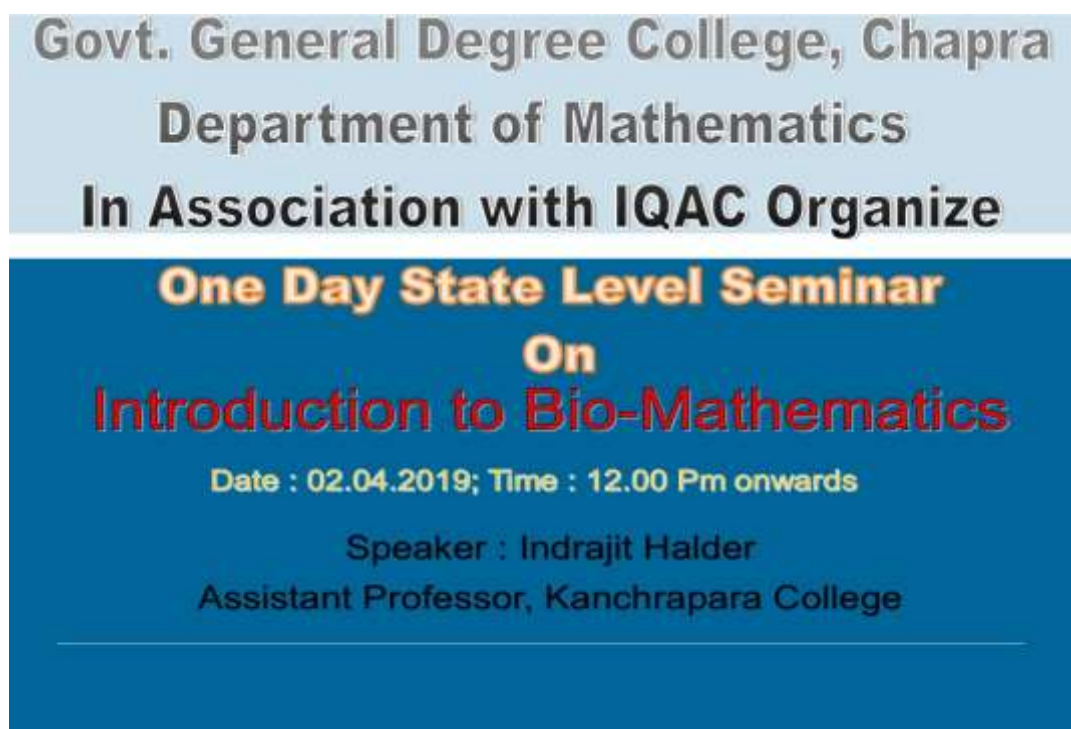 Govt. General Degree College, Chapra
Department of Mathematics
In Association with IQAC Organize
One Day State Level Seminar
On
Introduction to Bio-Mathematics
Date : 02.04.2019; Time : 12.00 Pm onwards
Speaker : Indrajit Halder
Assistant Professor, Kanchrapara College